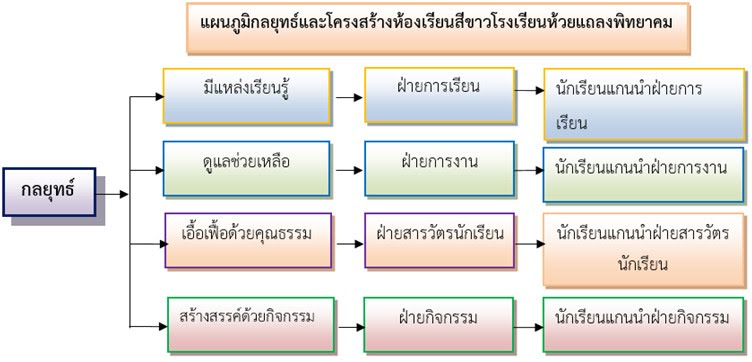 แผนภูมิกลยุทธ์และโครงสร้างห้องเรียนสีขาวโรงเรียนห้วยแถลงพิทยาคม
กลยุทธ์
มีแหล่งเรียนรู้
ฝ่ายการเรียน
นักเรียนแกนนำฝ่ายการ
เรียน
ดูแลช่วยเหลือ
ฝ่ายการงาน
นักเรียนแกนนำฝ่ายการงาน
เอื้อเฟื้อด้วยคุณธรรม
ฝ่ายสารวัตรนักเรียน
นักเรียนแกนนำฝ่ายสารวัตร
นักเรียน
สร้างสรรค์ด้วยกิจกรรม
ฝ่ายกิจกรรม
นักเรียนแกนนำฝ่ายกิจกรรม